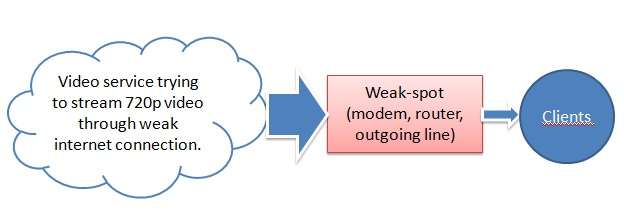 Video service trying
to stream 720p video
through weak
internet connection.
Weak-spot
(modem, router,
outgoing line)
Clients